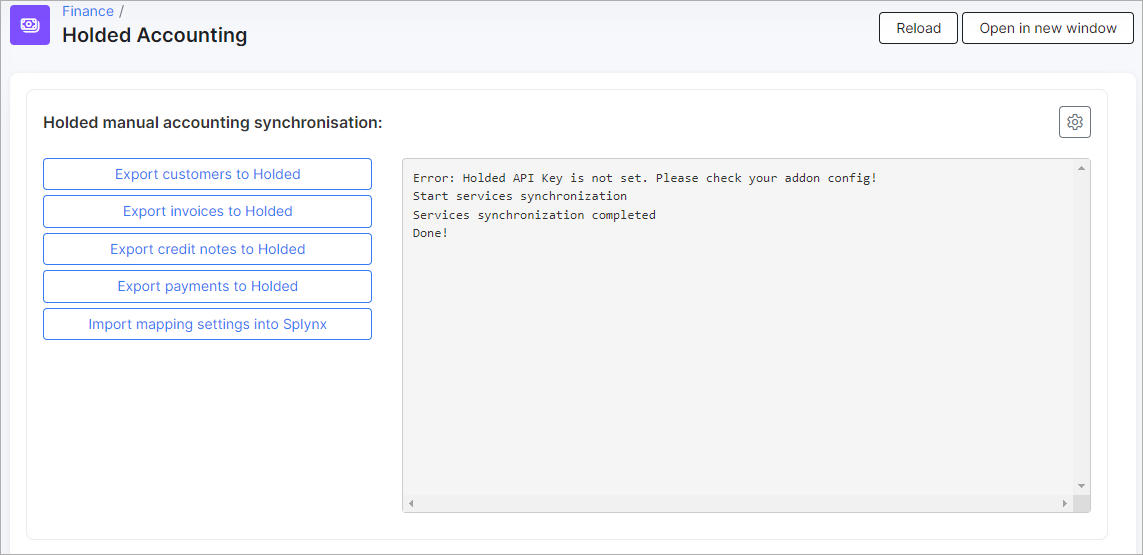 Finance /
Holded Accounting
Reload
Open in new window
Holded manual accounting synchronisation:
Export customers to Holded
Export invoices to Holded
Export credit notes to Holded
Export payments to Holded
Import mapping settings into Splynx
Error: Holded API Key is not set. Please check your addon config!
Start services synchronization
Services synchronization completed
Done!